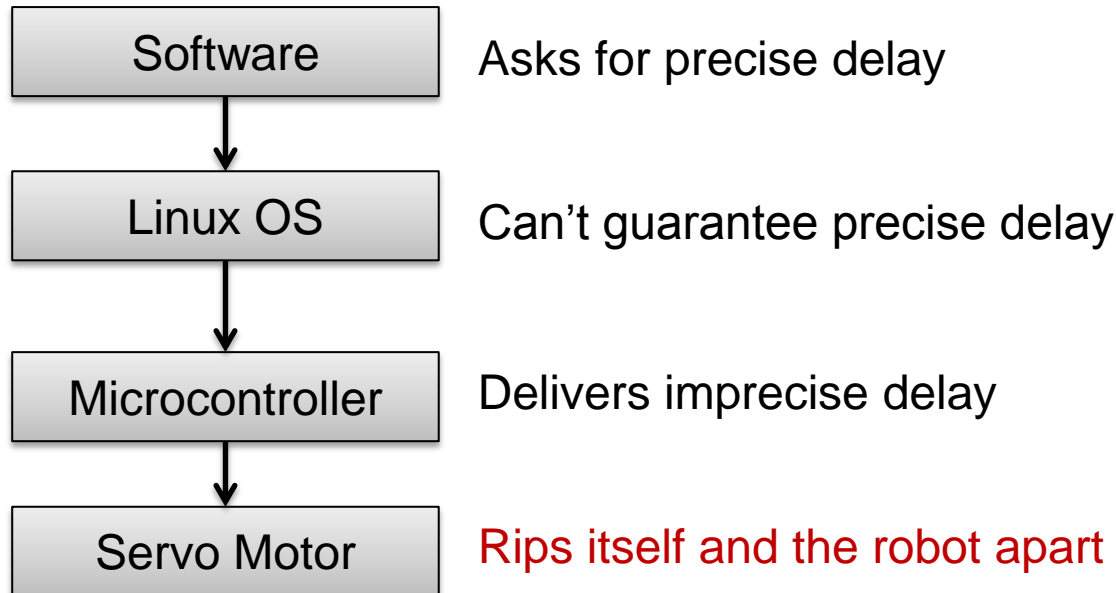 Software
Asks for precise delay
Linux OS
Can’t guarantee precise delay
Microcontroller
Delivers imprecise delay
Servo Motor
Rips itself and the robot apart